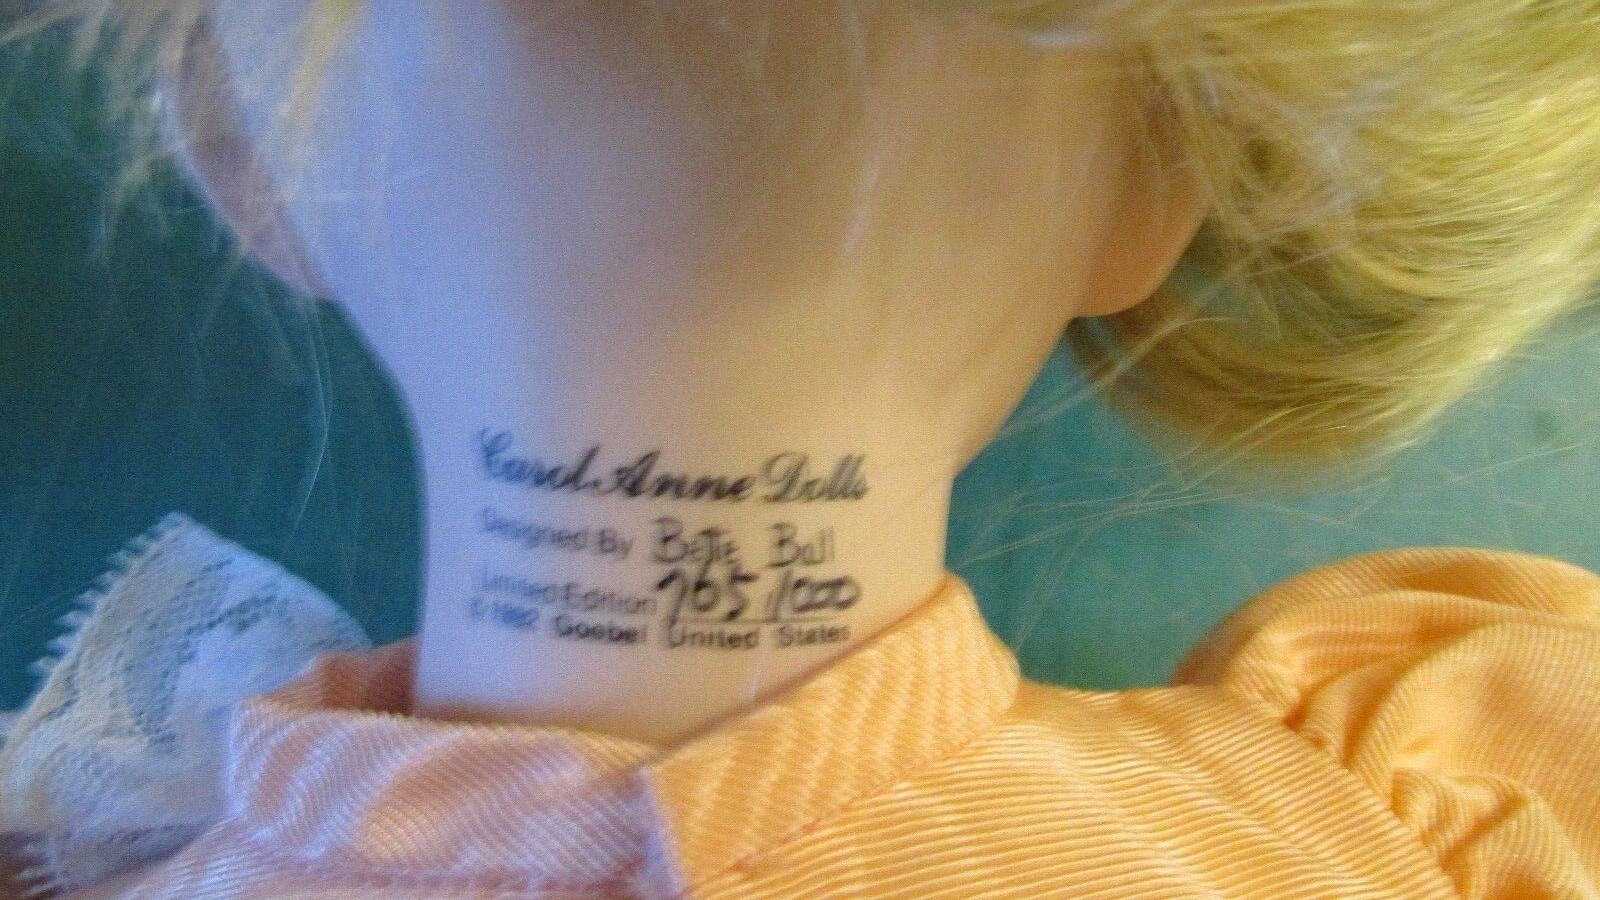 Carol Anne Dolls
Designed By Bette Ball
Limited Edition 765/1000
© 1992 Goebel United States